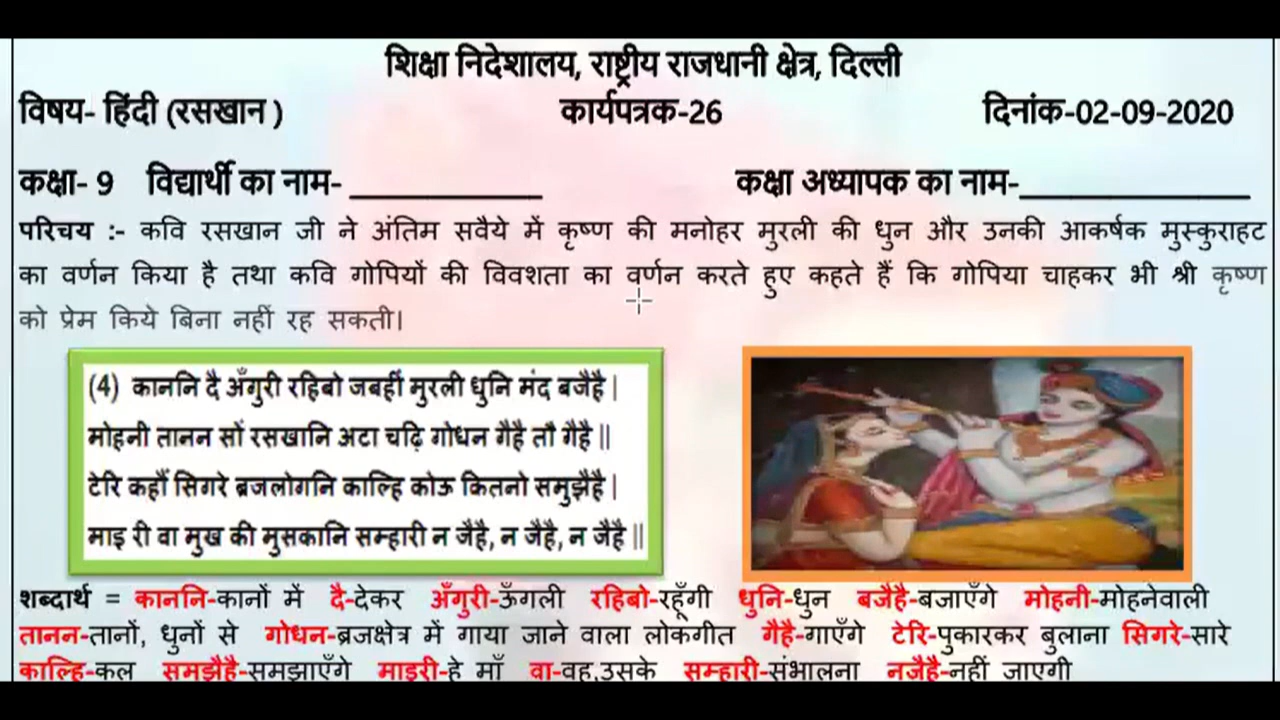 शिक्षा निदेशालय, राष्ट्रीय राजधानी क्षेत्र, दिल्ली
विषय- हिंदी (रसखान ) कार्यपत्रक-26 दिनांक-02-09-2020
कक्षा- 9 विद्यार्थी का नाम- ____________ कक्षा अध्यापक का नाम-______________
परिचय :- कवि रसखान जी ने अंतिम सवैये में कृष्ण की मनोहर मुरली की धुन और उनकी आकर्षक मुस्कुराहट
का वर्णन किया है तथा कवि गोपियों की विवशता का वर्णन करते हुए कहते हैं कि गोपिया चाहकर भी श्री कृष्ण
को प्रेम किये बिना नहीं रह सकती।
(4) काननि दै अँगुरी रहिबो जबहीं मुरली धुनि मंद बजैहै |
मोहनी तानन सों रसखानि अटा चढ़ि गोधन गैहै तौ गैहै ||
टेरि कहौं सिगरे ब्रजलोगनि काल्हि कोऊ कितनो समुझैहै |
माइ री वा मुख की मुसकानि सम्हारी न जैहै, न जैहै, न जैहै ||
शब्दार्थ = काननि-कानों में दै-देकर अँगुरी-ऊँगली रहिबो-रहूँगी धुनि-धुन बजैहै-बजाएँगे मोहनी-मोहनेवाली
तानन-तानों, धुनों से गोधन-ब्रजक्षेत्र में गाया जाने वाला लोकगीत गैहै-गाएँगे टेरि-पुकारकर बुलाना सिगरे-सारे
काल्हि-कल समझैहै-समझाएँगे माइरी-हे माँ वा-वह,उसके सम्हारी-संभालना नजैहै-नहीं जाएगी